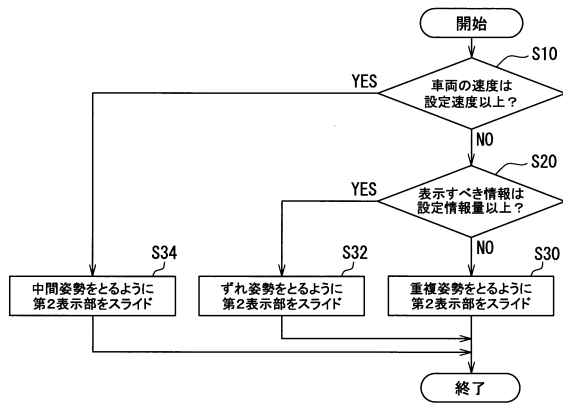 開始
S10
車両の速度は
設定速度以上？
YES
NO
S20
表示すべき情報は
設定情報量以上？
YES
NO
S34
中間姿勢をとるように
第2表示部をスライド
S32
ずれ姿勢をとるように
第2表示部をスライド
S30
重複姿勢をとるように
第2表示部をスライド
終了